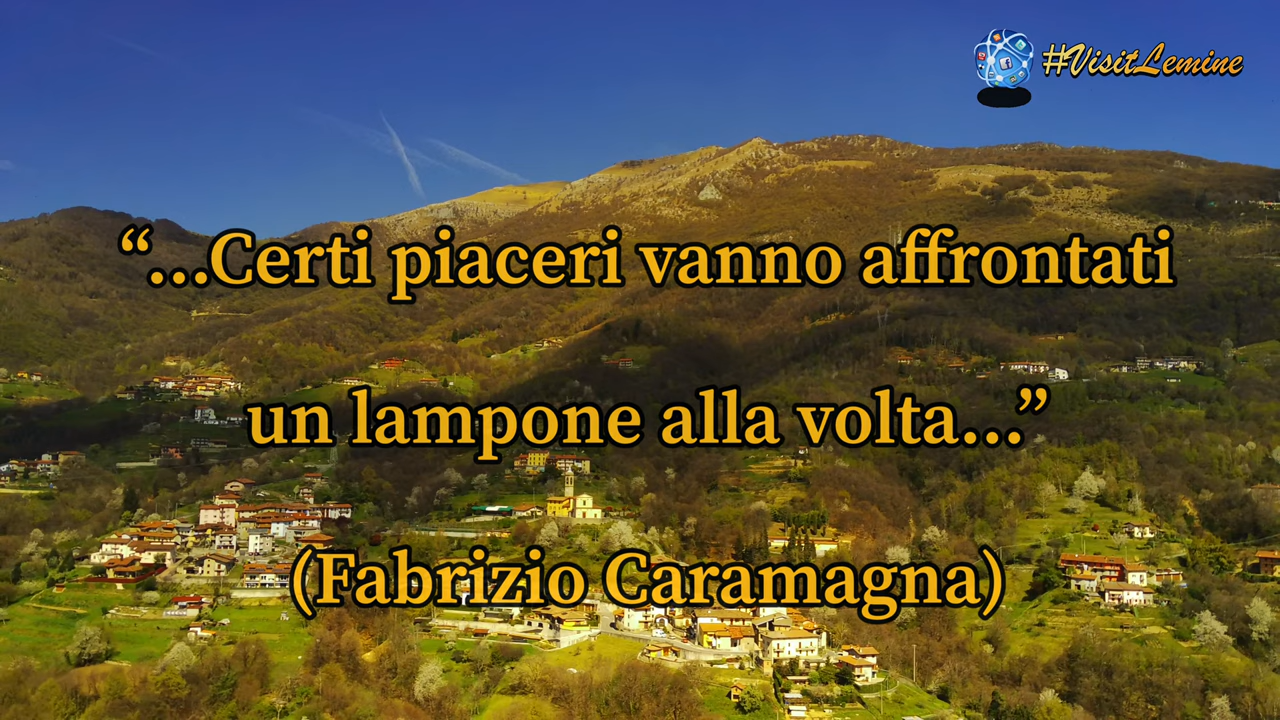 #VisitLemine
“...Certi piaceri vanno affrontati
un lampone alla volta...”
(Fabrizio Caramagna)